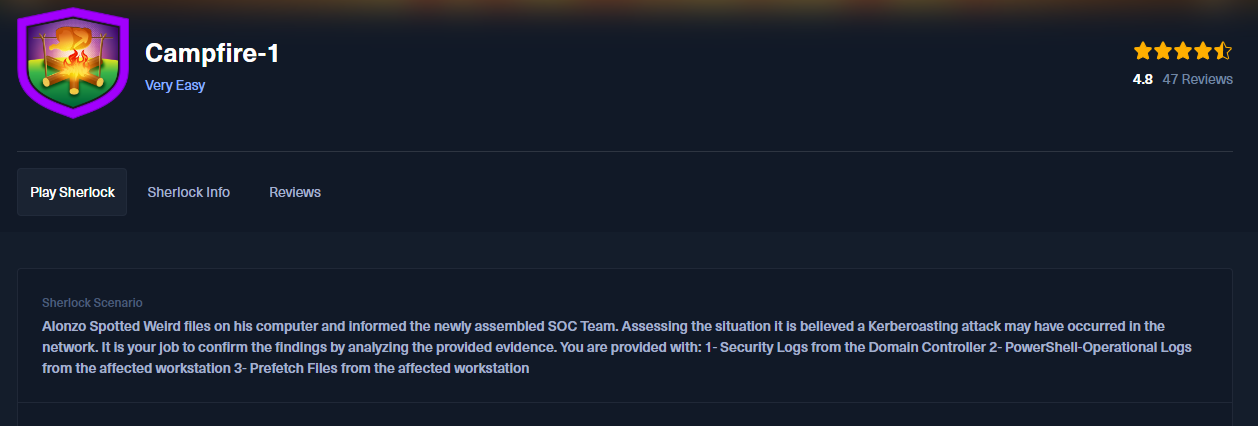 Campfire-1
Very Easy
4.8 47 Reviews
Play Sherlock Sherlock Info Reviews
Sherlock Scenario
Alonzo Spotted Weird files on his computer and informed the newly assembled SOC Team. Assessing the situation it is believed a Kerberoasting attack may have occurred in the
network. It is your job to confirm the findings by analyzing the provided evidence. You are provided with: 1- Security Logs from the Domain Controller 2- PowerShell-Operational Logs
from the affected workstation 3- Prefetch Files from the affected workstation